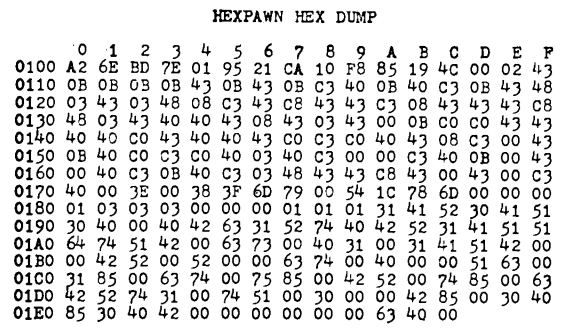 HEXPAWN HEX DUMP
0 1 2 3 4 5 6 7 8 9 A B C D E F
0100 A2 6E BD 7E 01 95 21 CA 10 F8 85 19 4C 00 02 43
0110 0B 0B 0B 0B 43 0B 43 0B C3 40 0B 40 C3 0B 43 48
0120 03 43 03 48 08 C3 43 C8 43 43 C3 08 43 43 43 C8
0130 48 03 43 40 40 43 08 43 03 43 00 0B C0 C0 43 43
0140 40 40 C0 43 40 40 43 C0 C3 C0 40 43 08 C3 00 43
0150 0B 40 C0 C3 C0 40 03 40 C3 00 00 C3 40 0B 00 43
0160 00 40 C3 0B 40 C3 03 48 43 43 C8 43 00 43 00 C3
0170 40 00 3E 00 38 3F 6D 79 00 54 1C 78 6D 00 00 00
0180 01 03 03 03 00 00 00 01 01 01 31 41 52 30 41 51
0190 30 40 00 40 42 63 31 52 74 40 42 52 31 41 51 51
01A0 64 74 51 42 00 63 73 00 40 31 00 31 41 51 42 00
01B0 00 42 52 00 52 00 00 63 74 00 40 00 00 51 63 00
01C0 31 85 00 63 74 00 75 85 00 42 52 00 74 85 00 63
01D0 42 52 74 31 00 74 51 00 30 00 00 42 85 00 30 40
01E0 85 30 40 42 00 00 00 00 00 63 40 00